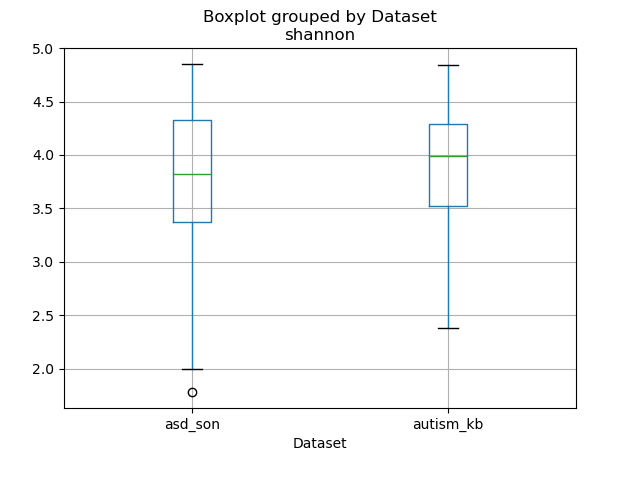 Boxplot grouped by Dataset
shannon
5.0
4.5
4.0
3.5
3.0
2.5
2.0
asd_son autism_kb
Dataset